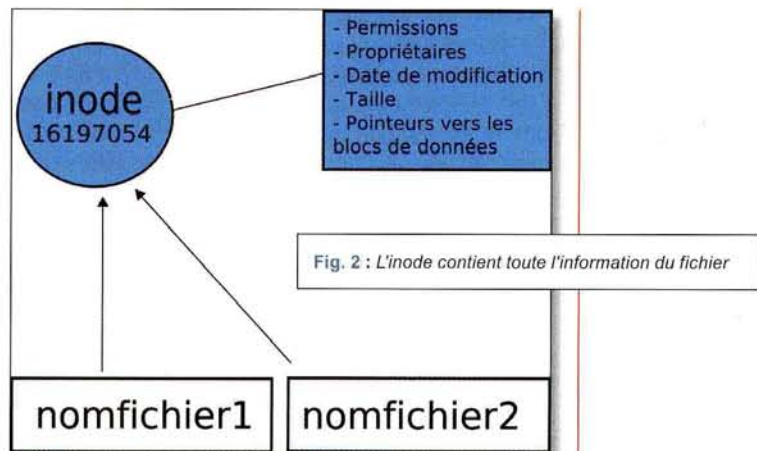 inode
16197054
- Permissions
- Propriétaires
- Date de modification
- Taille
- Pointeurs vers les
blocs de données
Fig. 2 : L'inode contient toute l'information du fichier
nomfichier1
nomfichier2